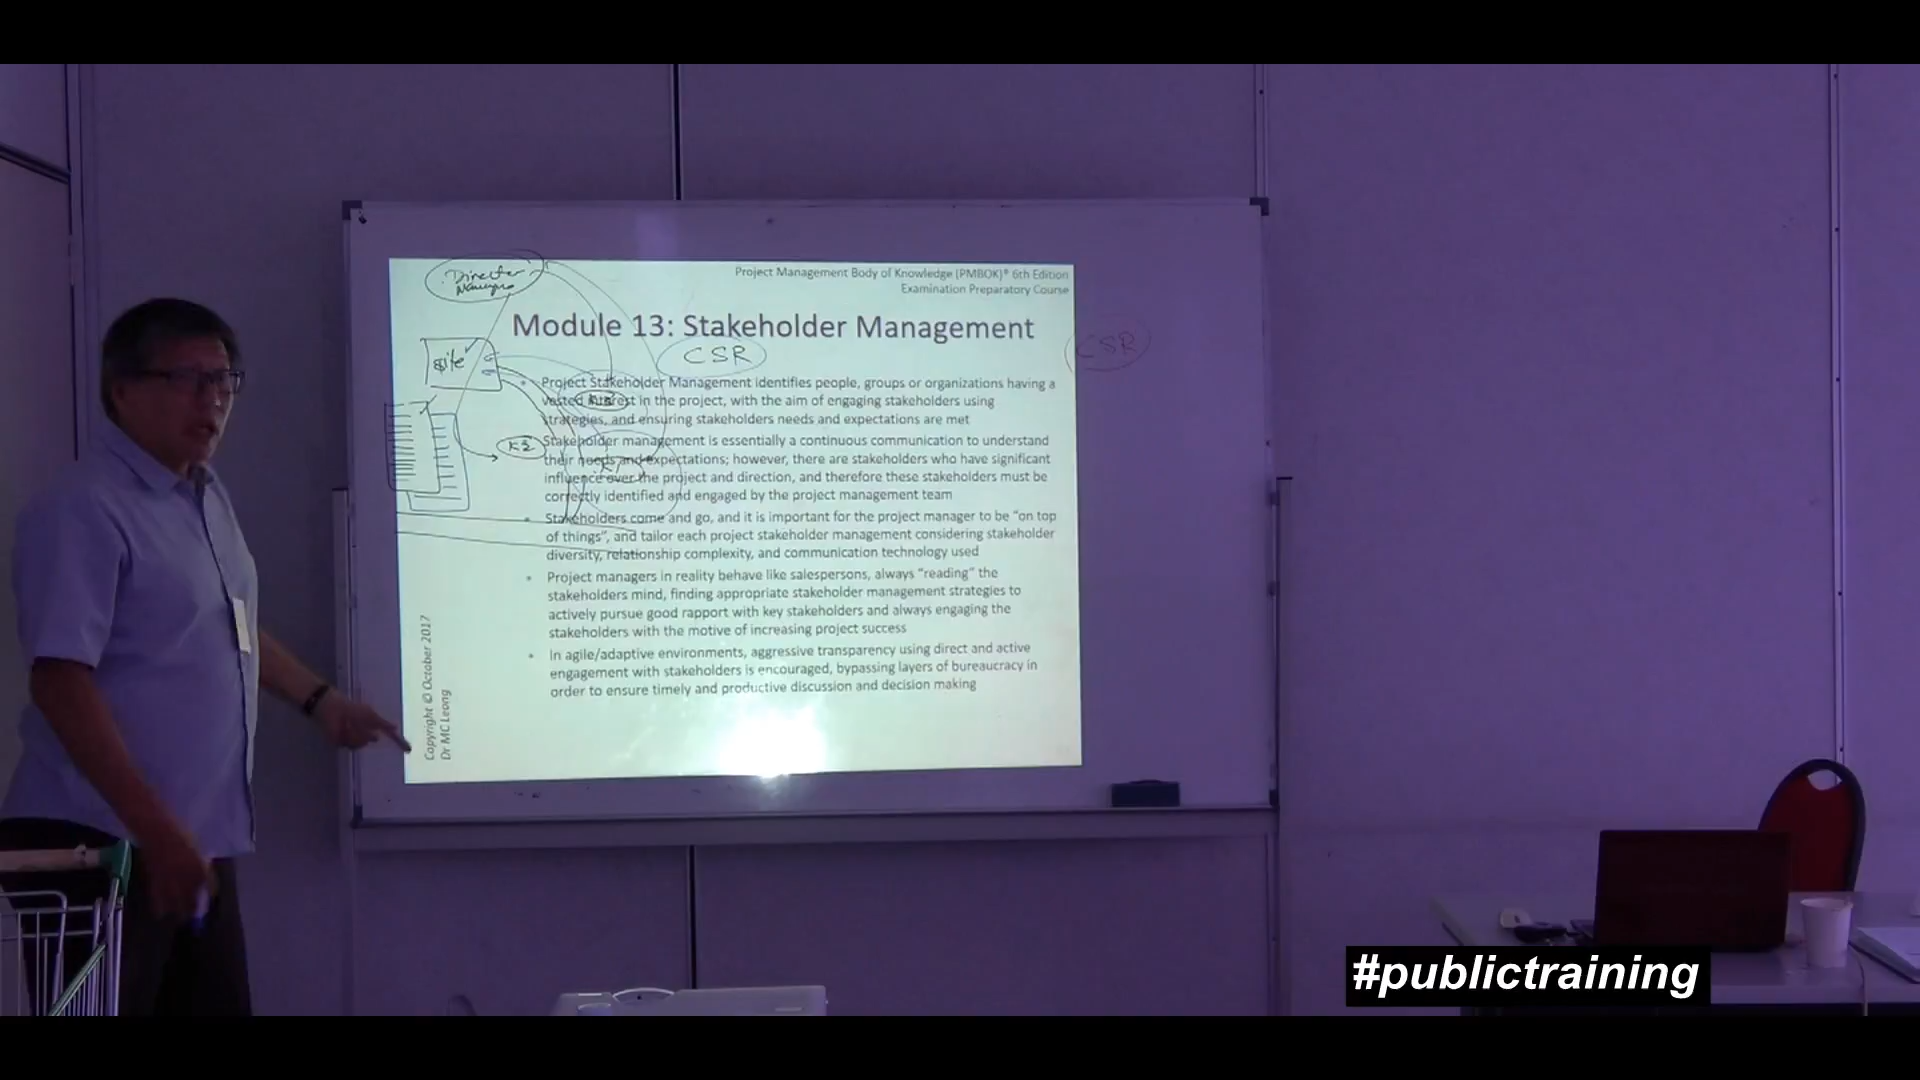 Project Management Body of Knowledge (PMBOK)® 6th Edition
Examination Preparatory Course
Director
Module 13: Stakeholder Management
CSR
CSR
site
• Project Stakeholder Management identifies people, groups or organizations having a
vested interest in the project, with the aim of engaging stakeholders using
strategies, and ensuring stakeholders needs and expectations are met
K2
Stakeholder management is essentially a continuous communication to understand
their needs and expectations; however, there are stakeholders who have significant
influence over the project and direction, and therefore these stakeholders must be
correctly identified and engaged by the project management team
K1
• Stakeholders come and go, and it is important for the project manager to be “on top
of things”, and tailor each project stakeholder management considering stakeholder
diversity, relationship complexity, and communication technology used
• Project managers in reality behave like salespersons, always “reading” the
stakeholders mind, finding appropriate stakeholder management strategies to
actively pursue good rapport with key stakeholders and always engaging the
stakeholders with the motive of increasing project success
• In agile/adaptive environments, aggressive transparency using direct and active
engagement with stakeholders is encouraged, bypassing layers of bureaucracy in
order to ensure timely and productive discussion and decision making
Copyright © October 2017
Dr MC Leong
#publictraining